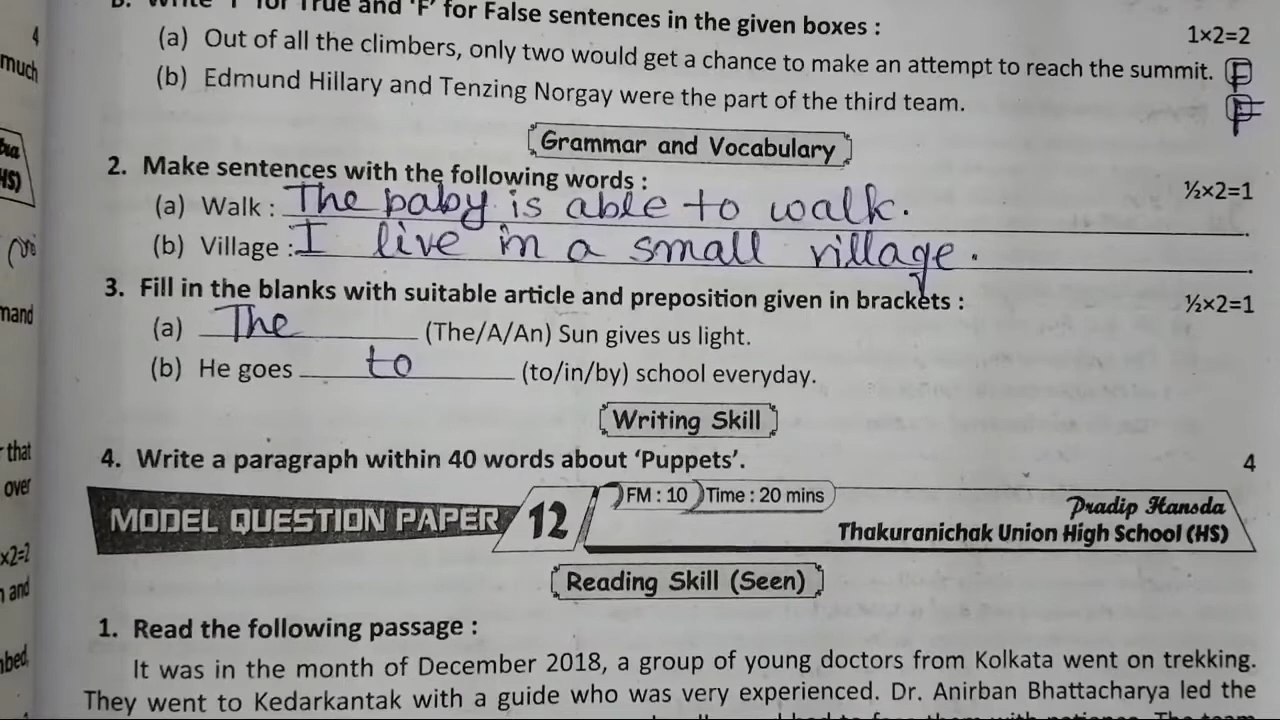 B. Write 'T' for True and 'F' for False sentences in the given boxes :
1×2=2
(a) Out of all the climbers, only two would get a chance to make an attempt to reach the summit. F
(b) Edmund Hillary and Tenzing Norgay were the part of the third team. F
Grammar and Vocabulary
2. Make sentences with the following words : ½×2=1
(a) Walk : The baby is able to walk.
(b) Village : I live in a small village.
3. Fill in the blanks with suitable article and preposition given in brackets : ½×2=1
(a) The (The/A/An) Sun gives us light.
(b) He goes to (to/in/by) school everyday.
Writing Skill
4. Write a paragraph within 40 words about 'Puppets'. 4
MODEL QUESTION PAPER 12 FM : 10 Time : 20 mins
Pradip Hansda
Thakuranichak Union High School (HS)
Reading Skill (Seen)
1. Read the following passage :
It was in the month of December 2018, a group of young doctors from Kolkata went on trekking.
They went to Kedarkantak with a guide who was very experienced. Dr. Anirban Bhattacharya led the
4
much
HS)
mand
that
over
×2=2
and